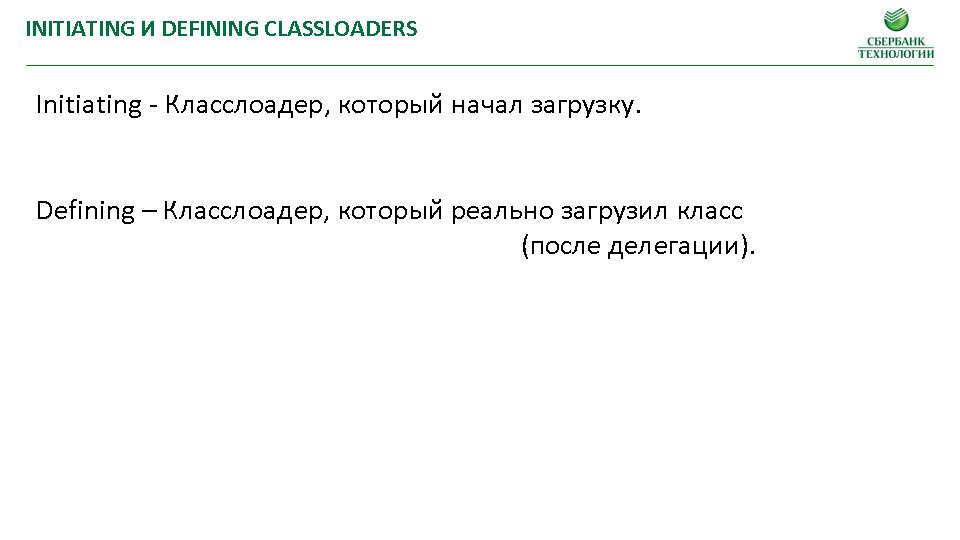 INITIATING И DEFINING CLASSLOADERS
СБЕРБАНК
ТЕХНОЛОГИИ
Initiating - Класслоадер, который начал загрузку.
Defining – Класслоадер, который реально загрузил класс
(после делегации).